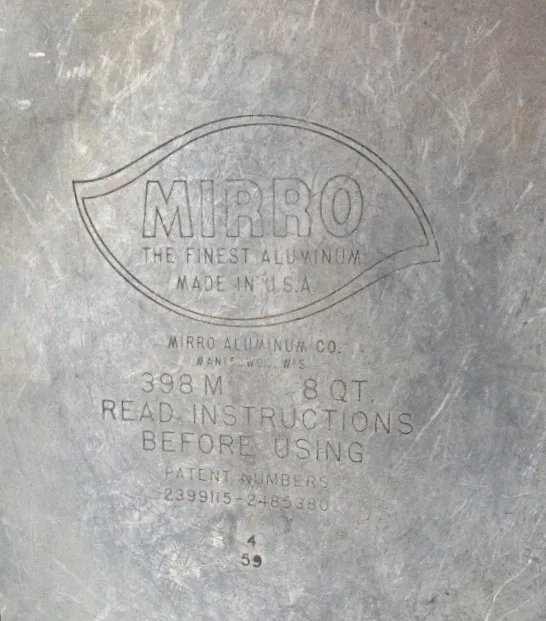 MIRRO
THE FINEST ALUMINUM
MADE IN U.S.A.
MIRRO ALUMINUM CO.
MANITOWOC, WIS.
398 M 8 QT.
READ INSTRUCTIONS
BEFORE USING
PATENT NUMBERS
2399115-2485380
4
59